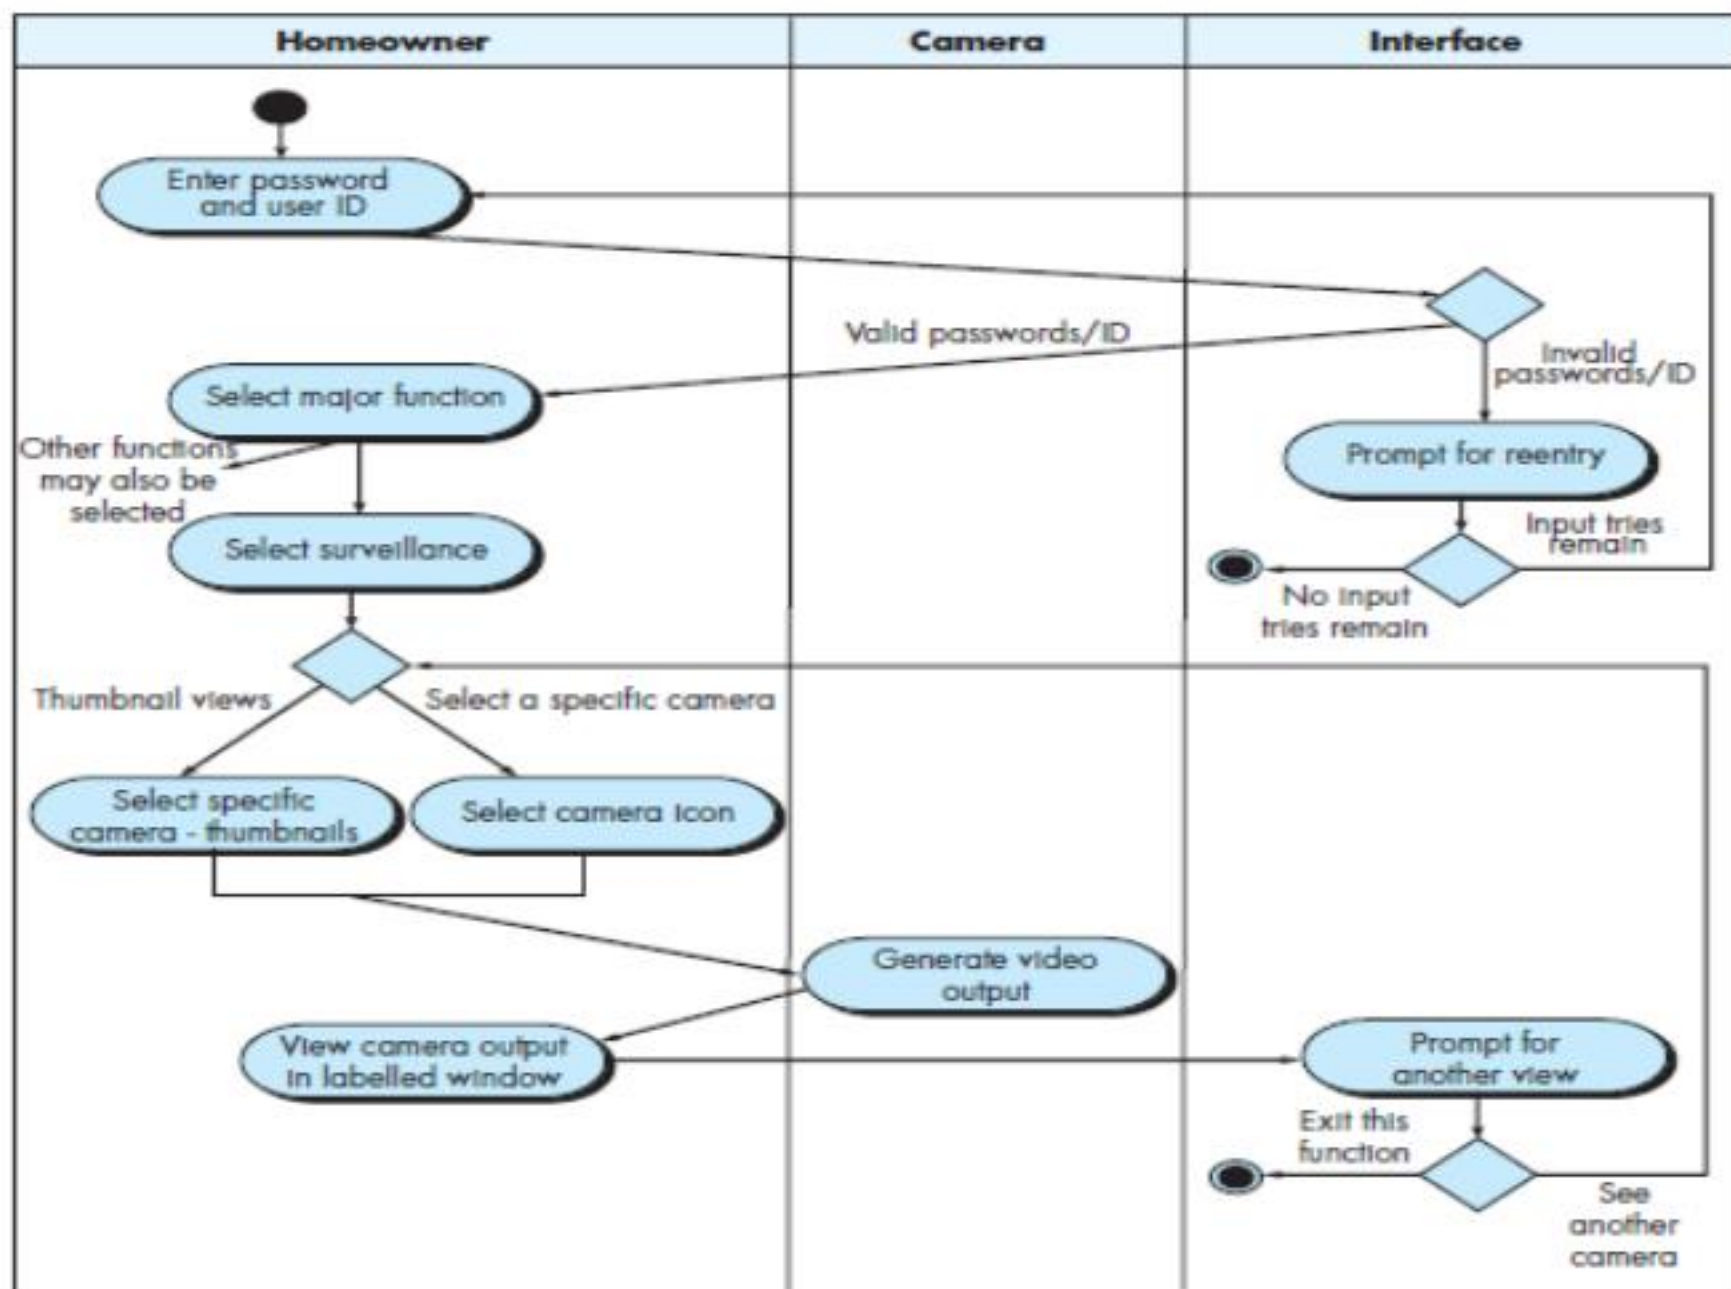 Homeowner
Camera
Interface
Enter password
and user ID
Valid passwords/ID
Invalid
passwords/ID
Select major function
Prompt for reentry
Other functions
may also be
selected
Input tries
remain
Select surveillance
No input
tries remain
Thumbnail views
Select a specific camera
Select specific
camera - thumbnails
Select camera icon
Generate video
output
View camera output
in labelled window
Prompt for
another view
Exit this
function
See
another
camera